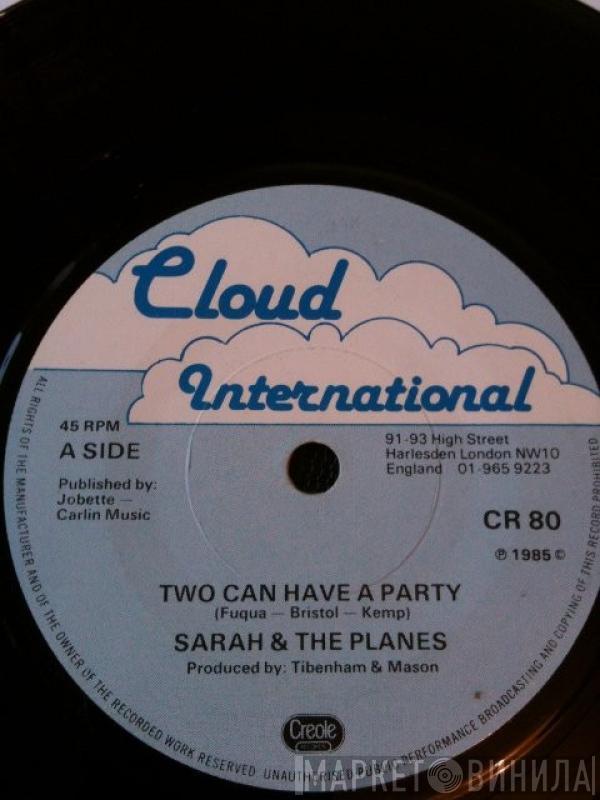 Cloud
International
45 RPM
A SIDE
Published by:
Jobette –
Carlin Music
91-93 High Street
Harlesden London NW10
England 01-965 9223
CR 80
℗ 1985 ©
TWO CAN HAVE A PARTY
(Fuqua – Bristol – Kemp)
SARAH & THE PLANES
Produced by: Tibenham & Mason
Creole
RECORDS
ALL RIGHTS OF THE MANUFACTURER AND OF THE OWNER OF THE RECORDED WORK RESERVED. UNAUTHORISED PUBLIC PERFORMANCE BROADCASTING AND COPYING OF THIS RECORD PROHIBITED
МАРКЕТ ВИНИЛА